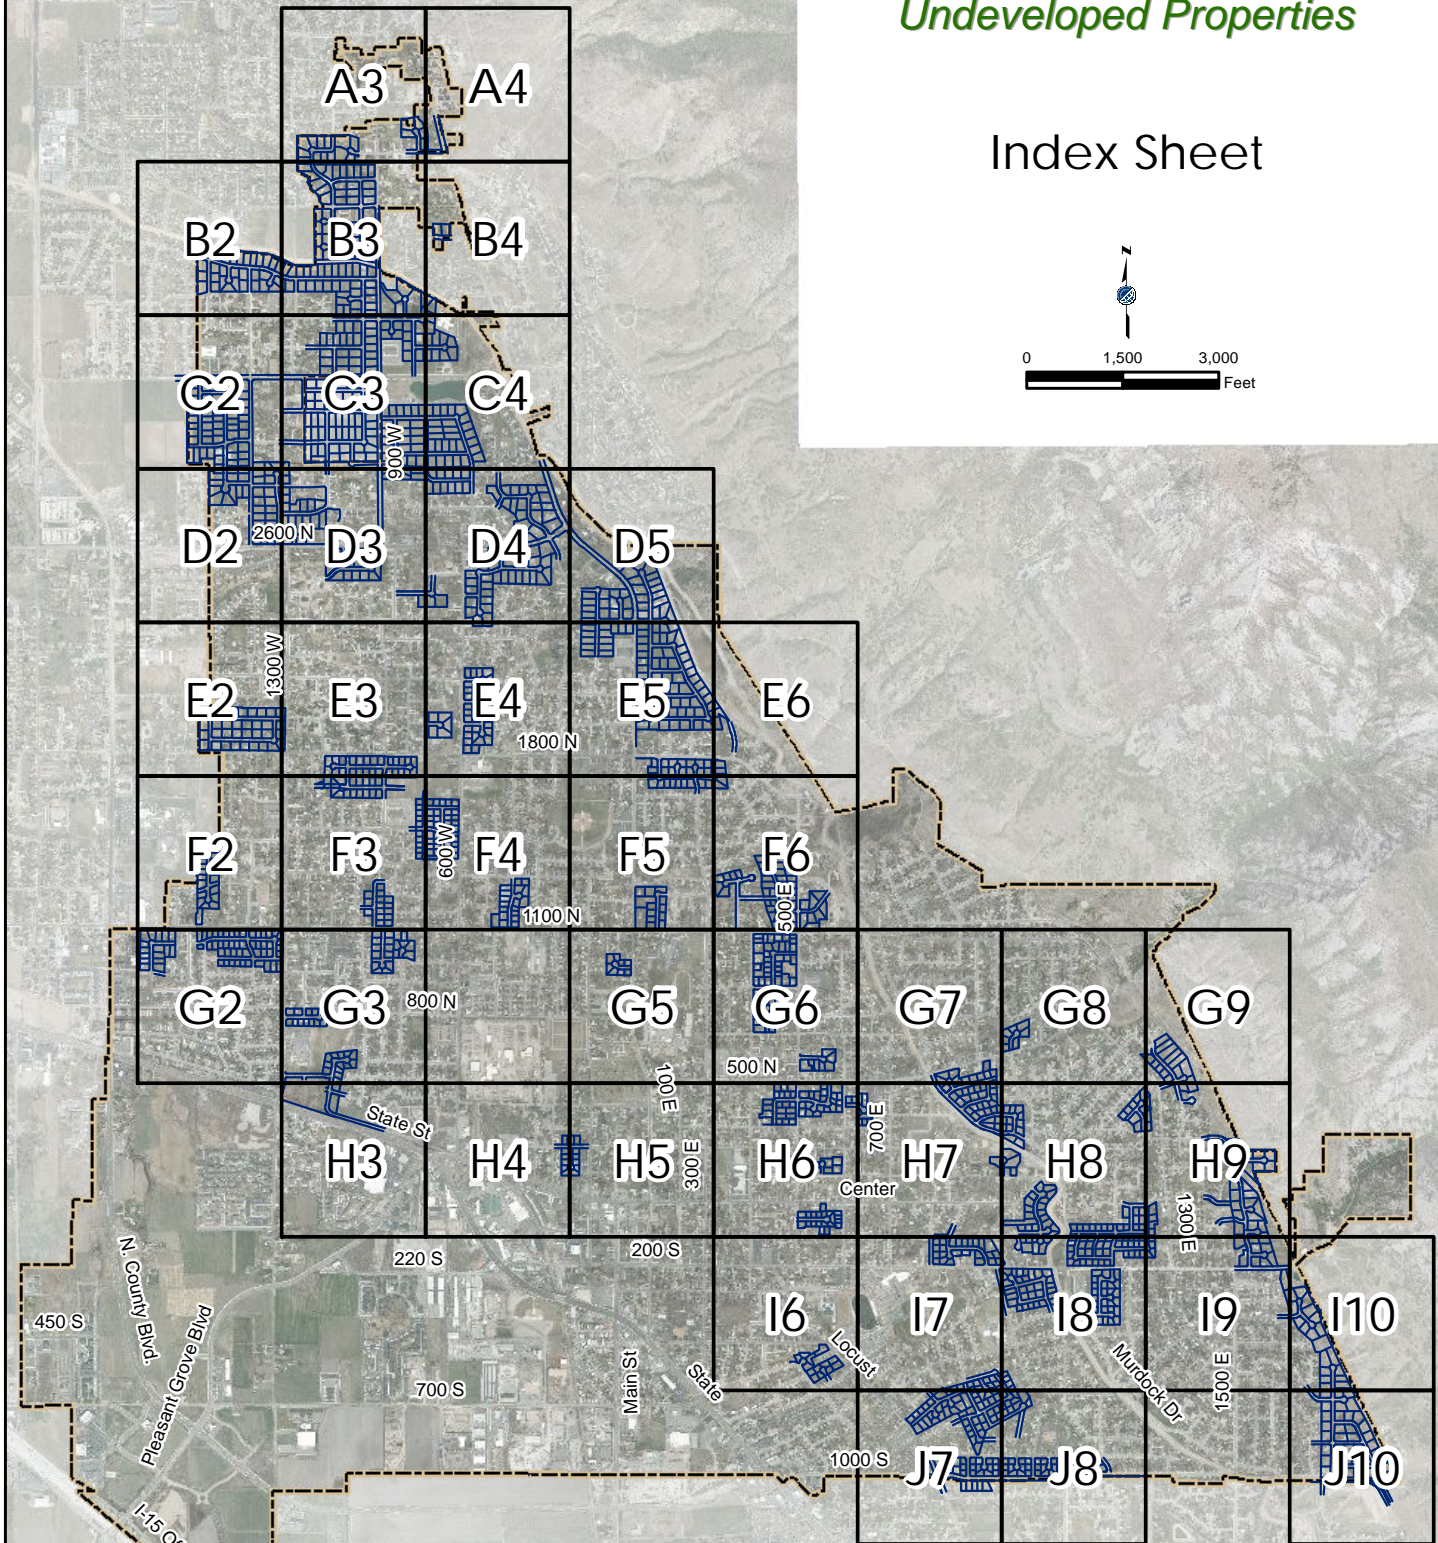 Undeveloped Properties
Index Sheet
N
0 1,500 3,000
Feet
A3 A4
B2 B3 B4
C2 C3 C4
900 W
2600 N
D2 D3 D4 D5
1300 W
E2 E3 E4 E5 E6
1800 N
600 W
F2 F3 F4 F5 F6
500 E
1100 N
G2 G3 G5 G6 G7 G8 G9
800 N
500 N
100 E
State St
700 E
H3 H4 H5 H6 H7 H8 H9
300 E
Center
1300 E
220 S
200 S
N. County Blvd.
450 S
I6 I7 I8 I9 I10
Pleasant Grove Blvd
Locust
Murdock Dr
Main St
State
1500 E
700 S
1000 S
J7 J8 J10
I-15